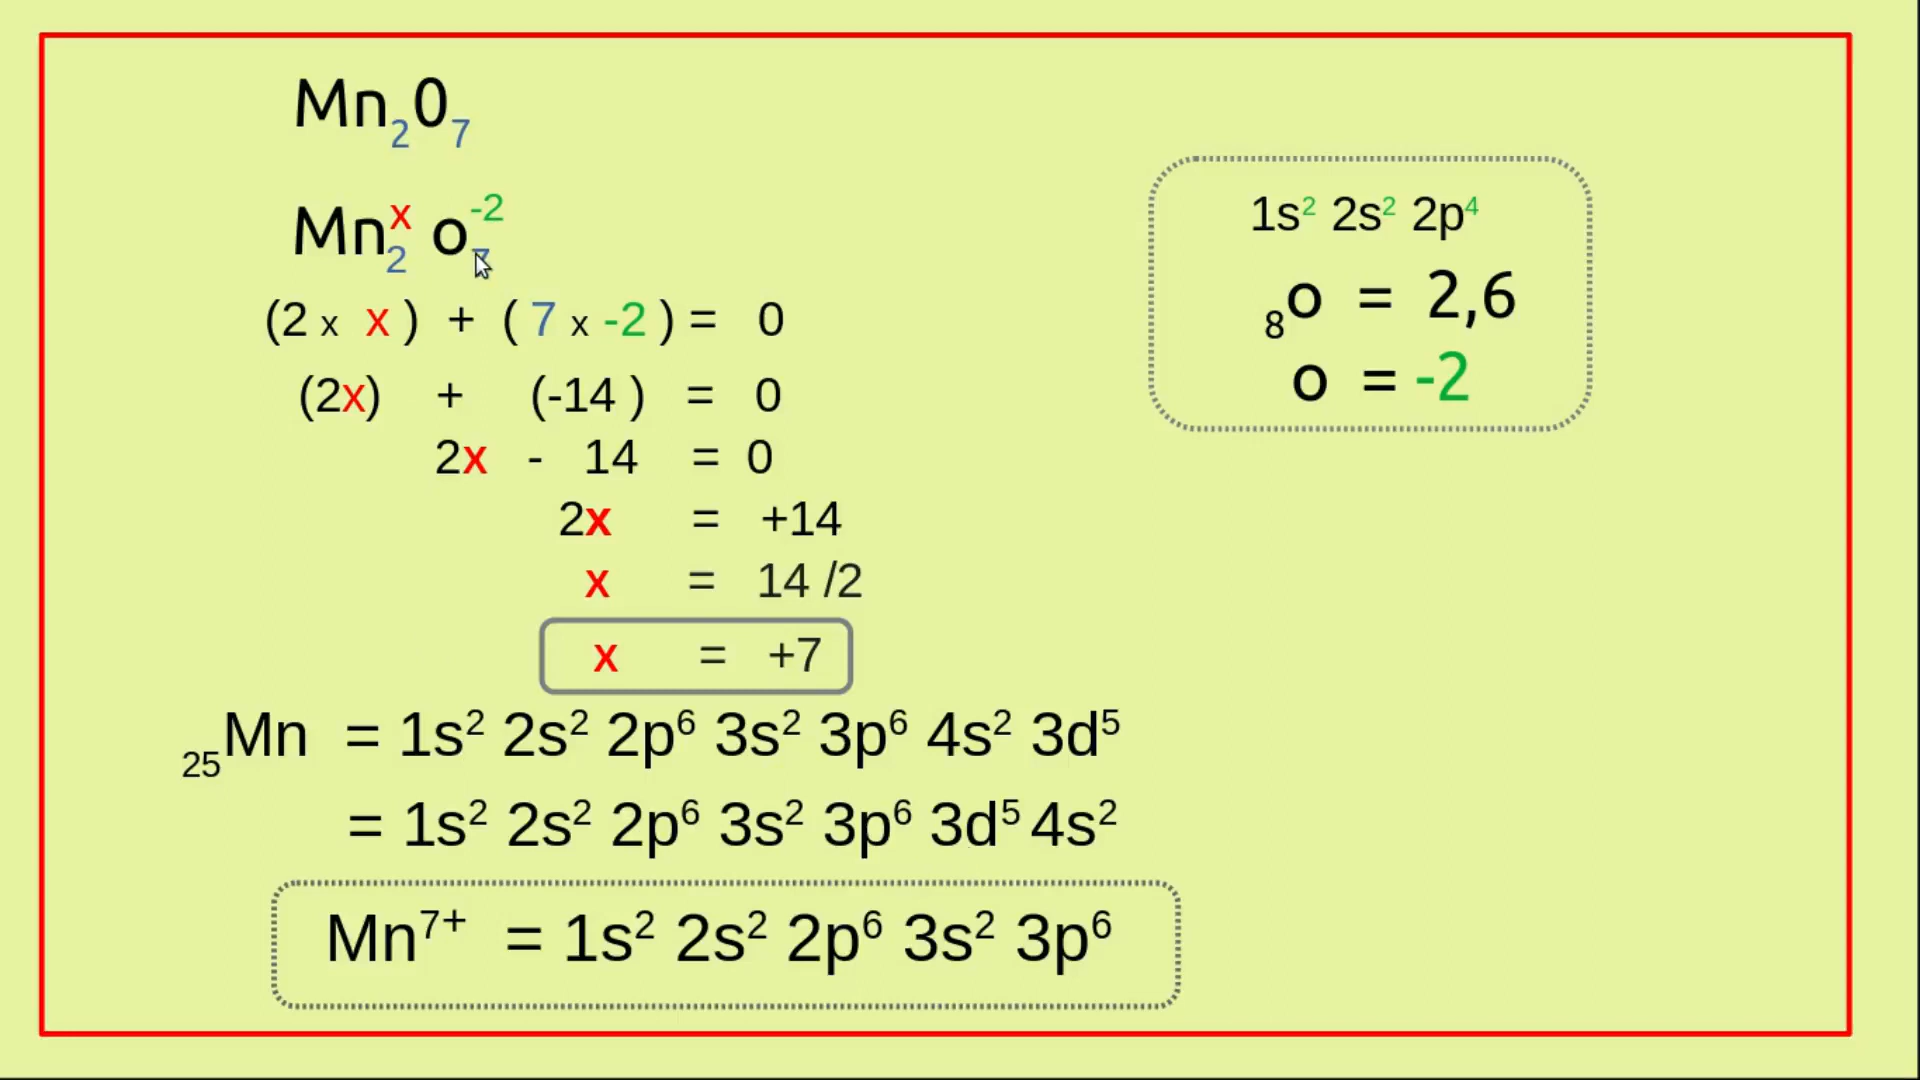 Mn₂0₇
Mn₂ˣ o₇⁻²
(2 x x ) + ( 7 x -2 ) = 0
(2x) + (-14 ) = 0
2x - 14 = 0
2x = +14
x = 14 /2
x = +7
₂₅Mn = 1s² 2s² 2p⁶ 3s² 3p⁶ 4s² 3d⁵
= 1s² 2s² 2p⁶ 3s² 3p⁶ 3d⁵ 4s²
Mn⁷⁺ = 1s² 2s² 2p⁶ 3s² 3p⁶
1s² 2s² 2p⁴
₈o = 2,6
o = -2